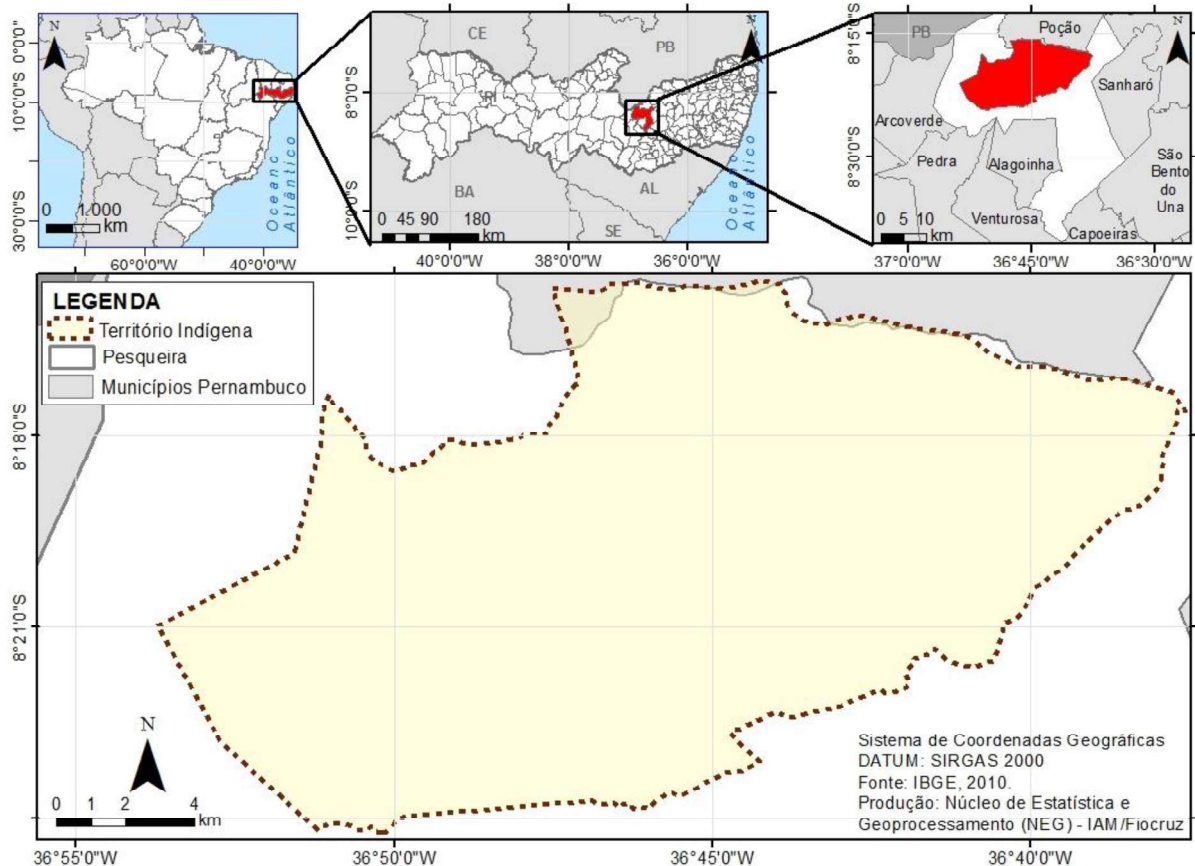 N
0°0'0"
10°0'0"S
30°0'0"S
0 1.000
km
60°0'0"W 40°0'0"W
Oceano
Atlântico
N
CE
PB
8°0'0"S
10°0'0"S
BA
AL
SE
0 45 90 180
km
Oceano
Atlântico
40°0'0"W 38°0'0"W 36°0'0"W
PB
Poção
N
8°15'0"S
Sanharó
Arcoverde
Pedra
Alagoinha
São
Bento
do
Una
8°30'0"S
Venturosa
Capoeiras
0 5 10
km
37°0'0"W 36°45'0"W 36°30'0"W
LEGENDA
Território Indígena
Pesqueira
Municípios Pernambuco
8°18'0"S
8°21'0"S
N
0 1 2 4
km
Sistema de Coordenadas Geográficas
DATUM: SIRGAS 2000
Fonte: IBGE, 2010.
Produção: Núcleo de Estatística e
Geoprocessamento (NEG) - IAM/Fiocruz
36°55'0"W 36°50'0"W 36°45'0"W 36°40'0"W